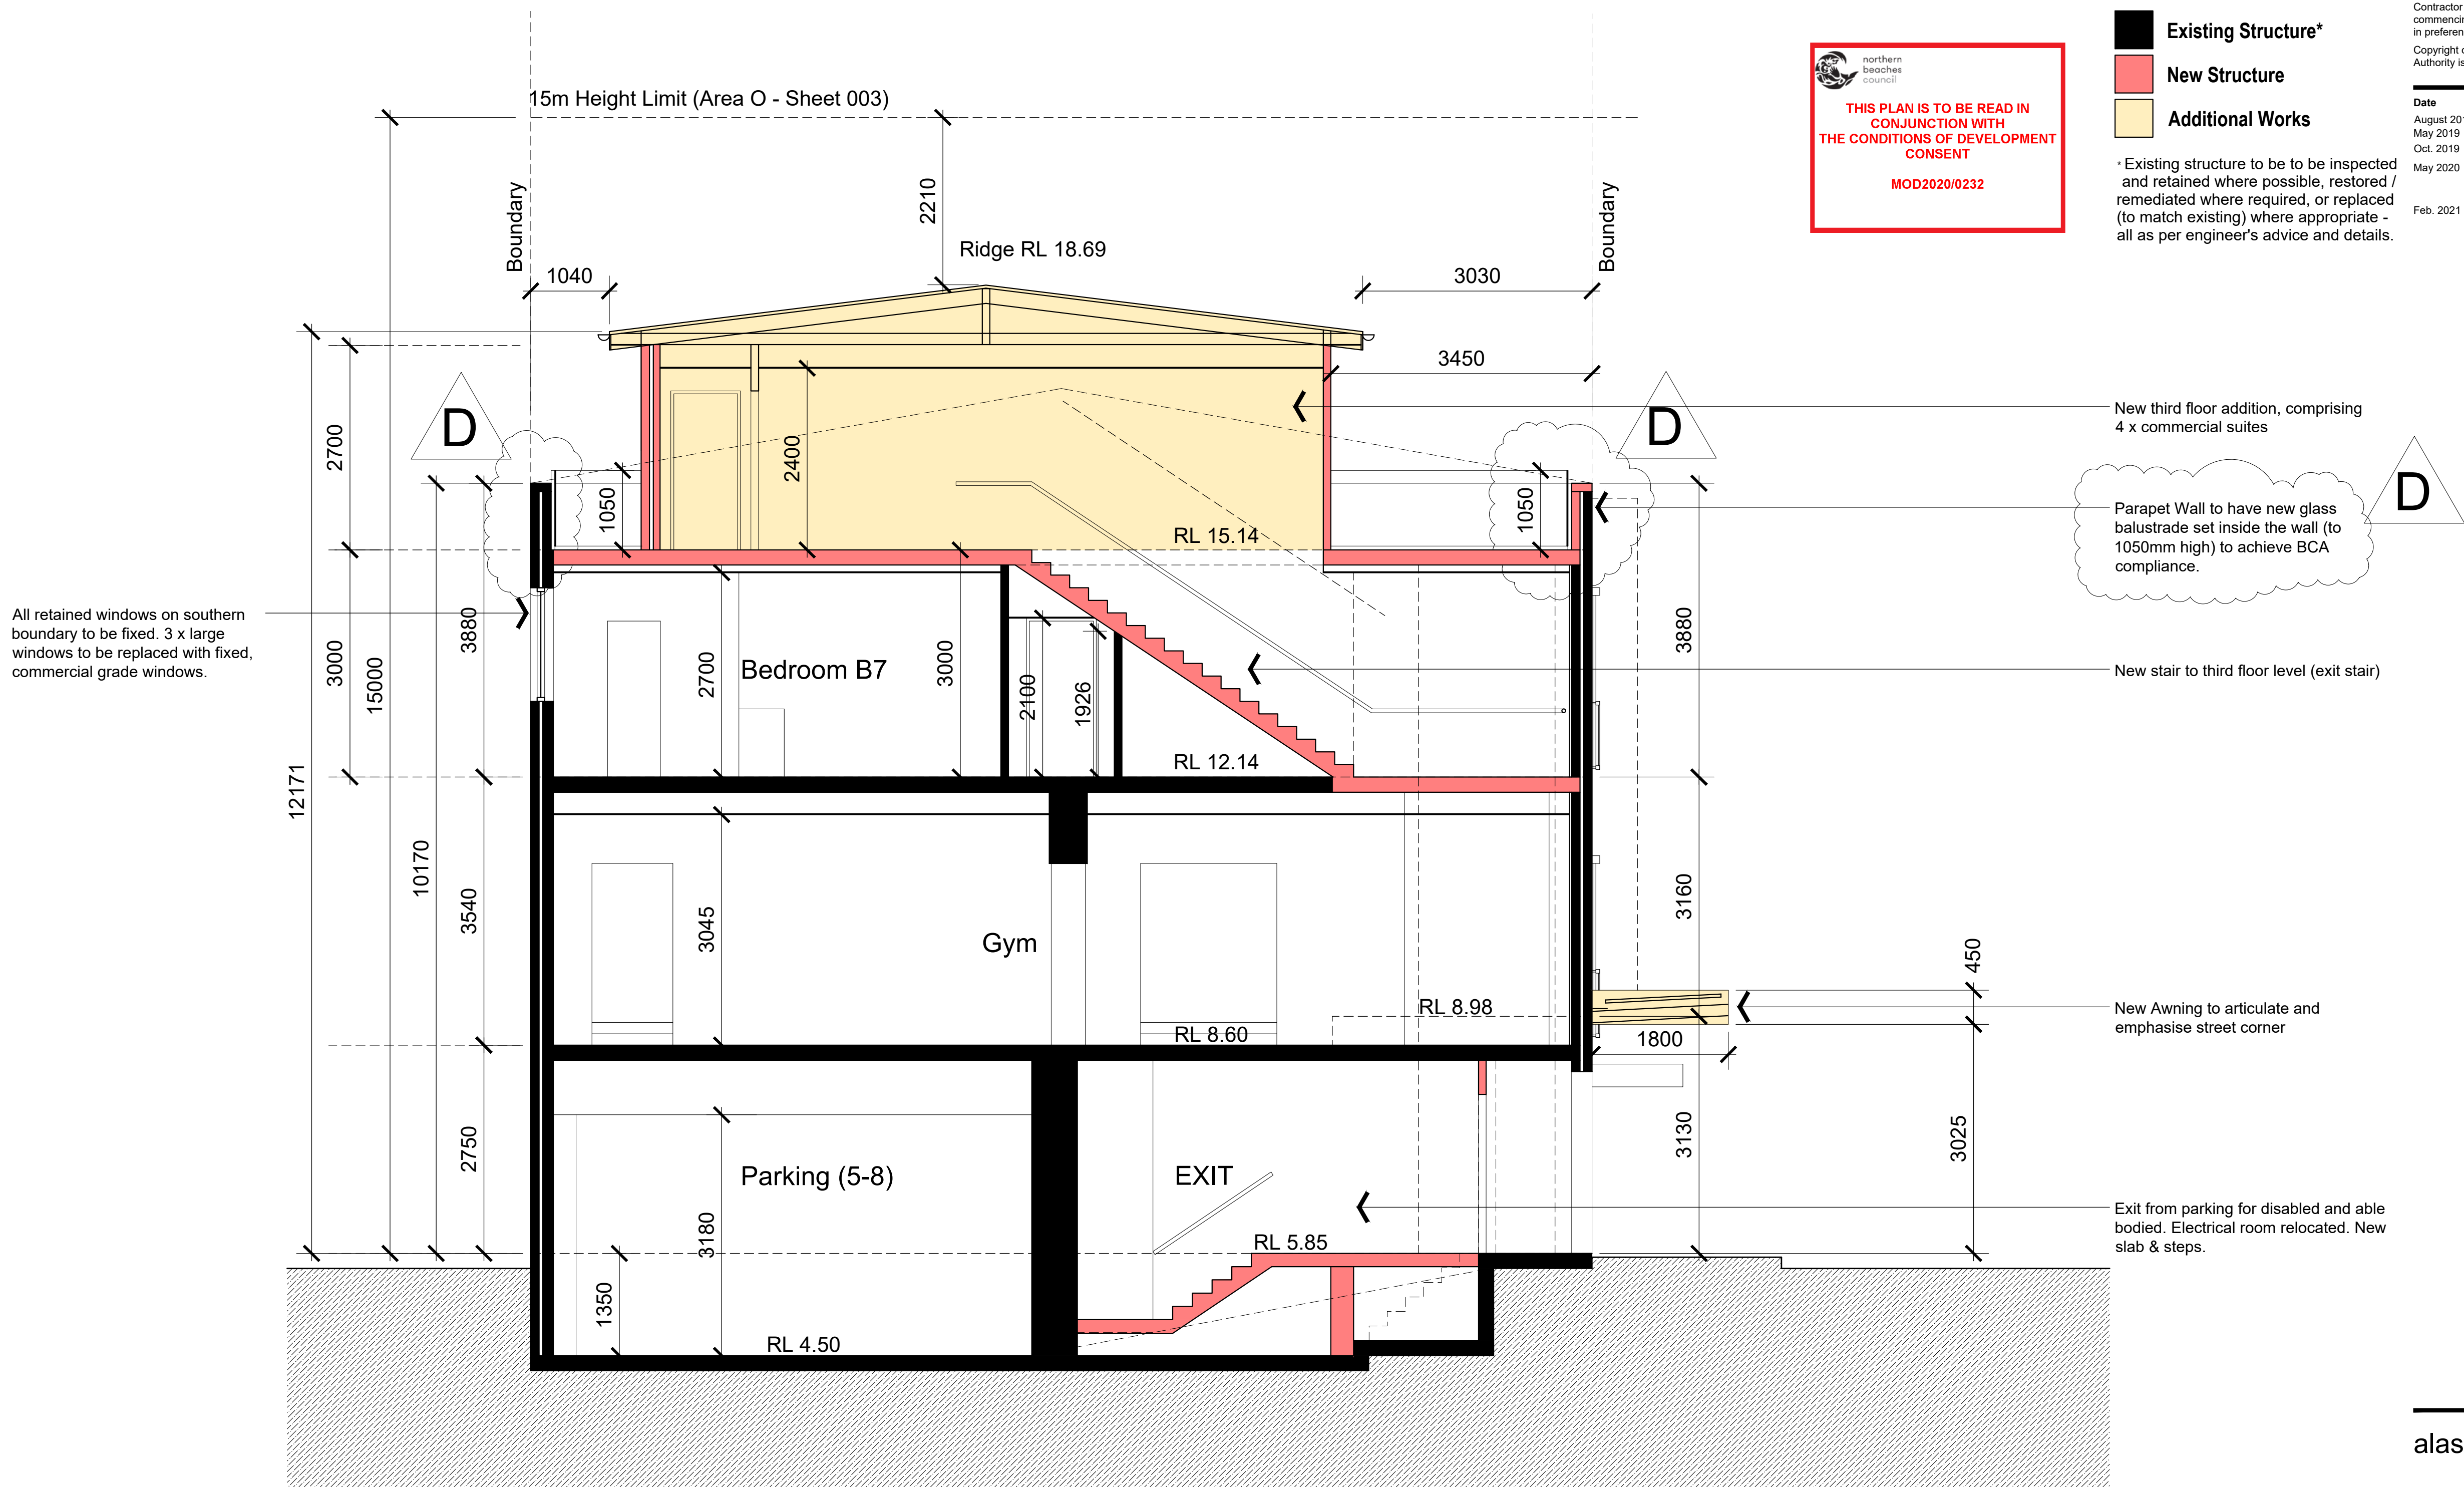 Existing Structure*
New Structure
Additional Works
* Existing structure to be to be inspected
and retained where possible, restored /
remediated where required, or replaced
(to match existing) where appropriate -
all as per engineer's advice and details.
Contractor
in preferen
Copyright
Authority is
Date
May 2019
Oct. 2019
May 2020
Feb. 2021
northern
beaches
council
THIS PLAN IS TO BE READ IN
CONJUNCTION WITH
THE CONDITIONS OF DEVELOPMENT
CONSENT
MOD2020/0232
15m Height Limit (Area O - Sheet 003)
Boundary
2210
Boundary
Ridge RL 18.69
1040
3030
3450
D
D
D
2700
2400
1050
1050
RL 15.14
New third floor addition, comprising
4 x commercial suites
Parapet Wall to have new glass
balustrade set inside the wall (to
1050mm high) to achieve BCA
compliance.
All retained windows on southern
boundary to be fixed. 3 x large
windows to be replaced with fixed,
commercial grade windows.
12171
3000
15000
10170
3880
2700
Bedroom B7
3000
2100
1926
RL 12.14
3880
New stair to third floor level (exit stair)
3540
3045
Gym
RL 8.98
RL 8.60
3160
450
1800
New Awning to articulate and
emphasise street corner
2750
Parking (5-8)
3180
1350
RL 4.50
EXIT
RL 5.85
3130
3025
Exit from parking for disabled and able
bodied. Electrical room relocated. New
slab & steps.
alas